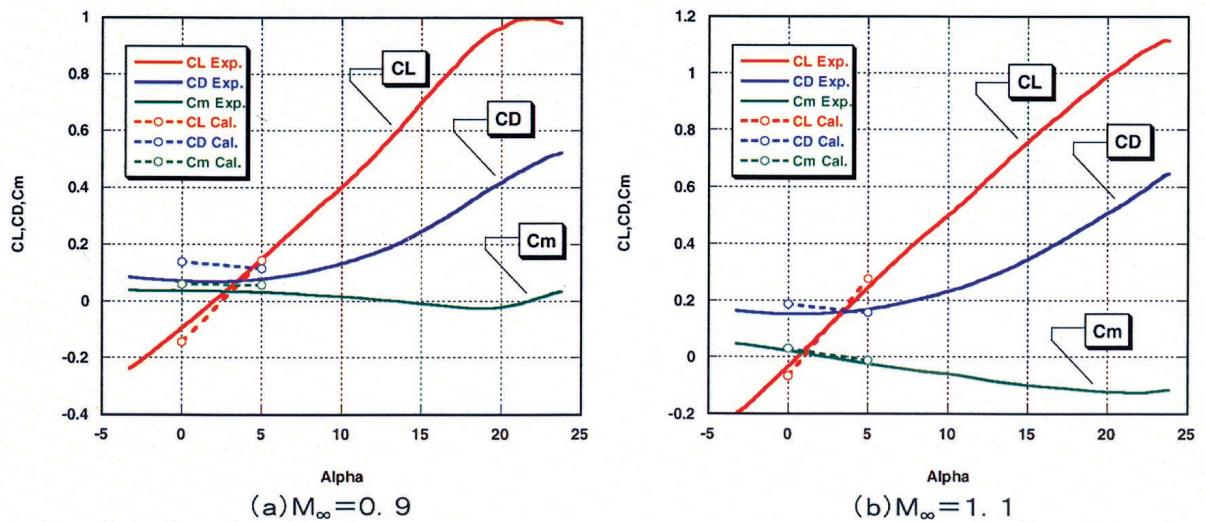 1
0.8
0.6
0.4
0.2
0
-0.2
-0.4
CL,CD,Cm
-5
0
5
10
15
20
25
Alpha
CL Exp.
CD Exp.
Cm Exp.
CL Cal.
CD Cal.
Cm Cal.
CL
CD
Cm
(a)M∞=0. 9
1.2
1
0.8
0.6
0.4
0.2
0
-0.2
CL,CD,Cm
-5
0
5
10
15
20
25
Alpha
CL Exp.
CD Exp.
Cm Exp.
CL Cal.
CD Cal.
Cm Cal.
CL
CD
Cm
(b)M∞=1. 1